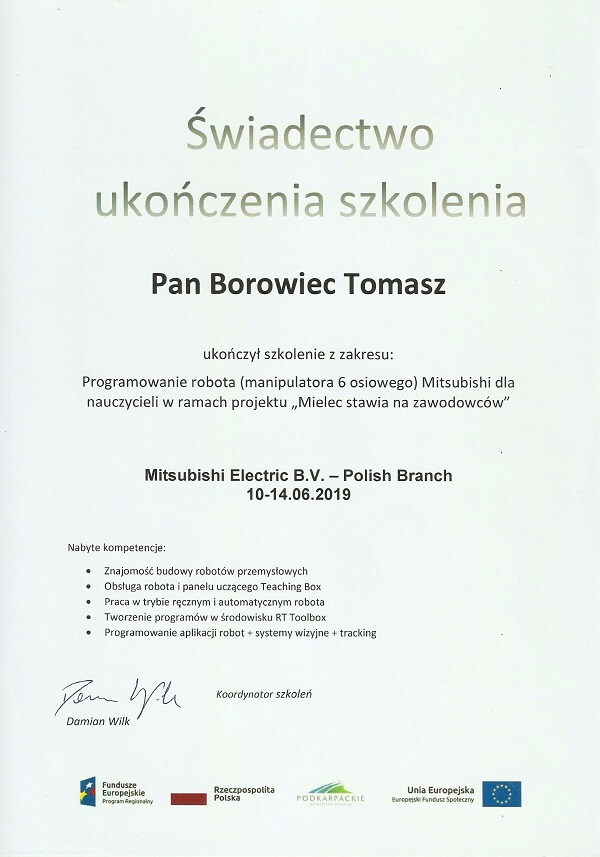 Świadectwo
ukończenia szkolenia
Pan Borowiec Tomasz
ukończył szkolenie z zakresu:
Programowanie robota (manipulatora 6 osiowego) Mitsubishi dla
nauczycieli w ramach projektu „Mielec stawia na zawodowców”
Mitsubishi Electric B.V. – Polish Branch
10-14.06.2019
Nabyte kompetencje:
• Znajomość budowy robotów przemysłowych
• Obsługa robota i panelu uczącego Teaching Box
• Praca w trybie ręcznym i automatycznym robota
• Tworzenie programów w środowisku RT Toolbox
• Programowanie aplikacji robot + systemy wizyjne + tracking
Koordynator szkoleń
Damian Wilk
Fundusze
Europejskie
Program Regionalny
Rzeczpospolita
Polska
PODKARPACKIE
Unia Europejska
Europejski Fundusz Społeczny